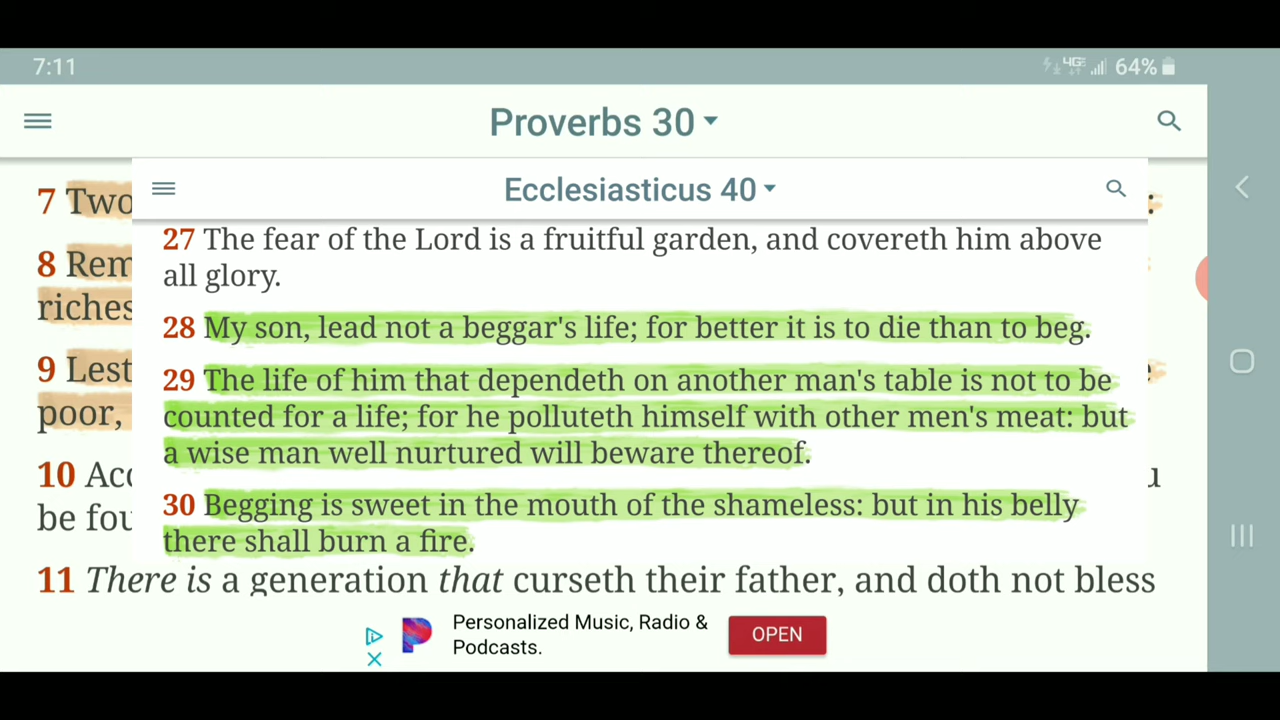 7:11
4GE 64%
Proverbs 30
7 Two
8 Rem
riches
9 Lest
poor,
10 Acc
be fou
Ecclesiasticus 40
27 The fear of the Lord is a fruitful garden, and covereth him above
all glory.
28 My son, lead not a beggar's life; for better it is to die than to beg.
29 The life of him that dependeth on another man's table is not to be
counted for a life; for he polluteth himself with other men's meat: but
a wise man well nurtured will beware thereof.
30 Begging is sweet in the mouth of the shameless: but in his belly
there shall burn a fire.
11 There is a generation that curseth their father, and doth not bless
Personalized Music, Radio &
Podcasts.
OPEN